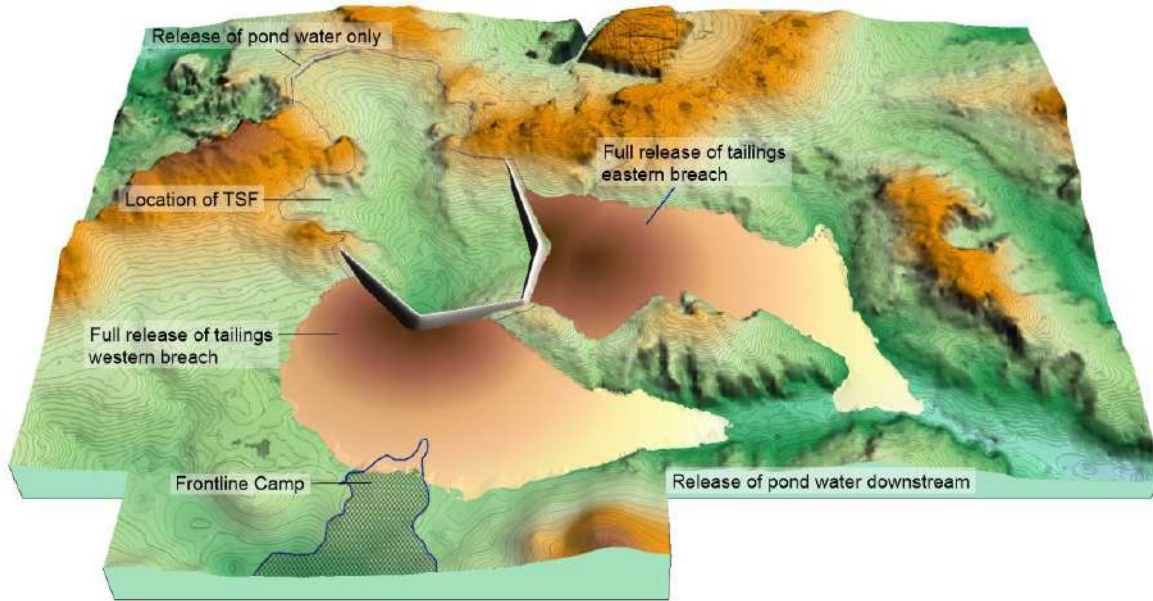 Release of pond water only
Full release of tailings
eastern breach
Location of TSF
Full release of tailings
western breach
Frontline Camp
Release of pond water downstream